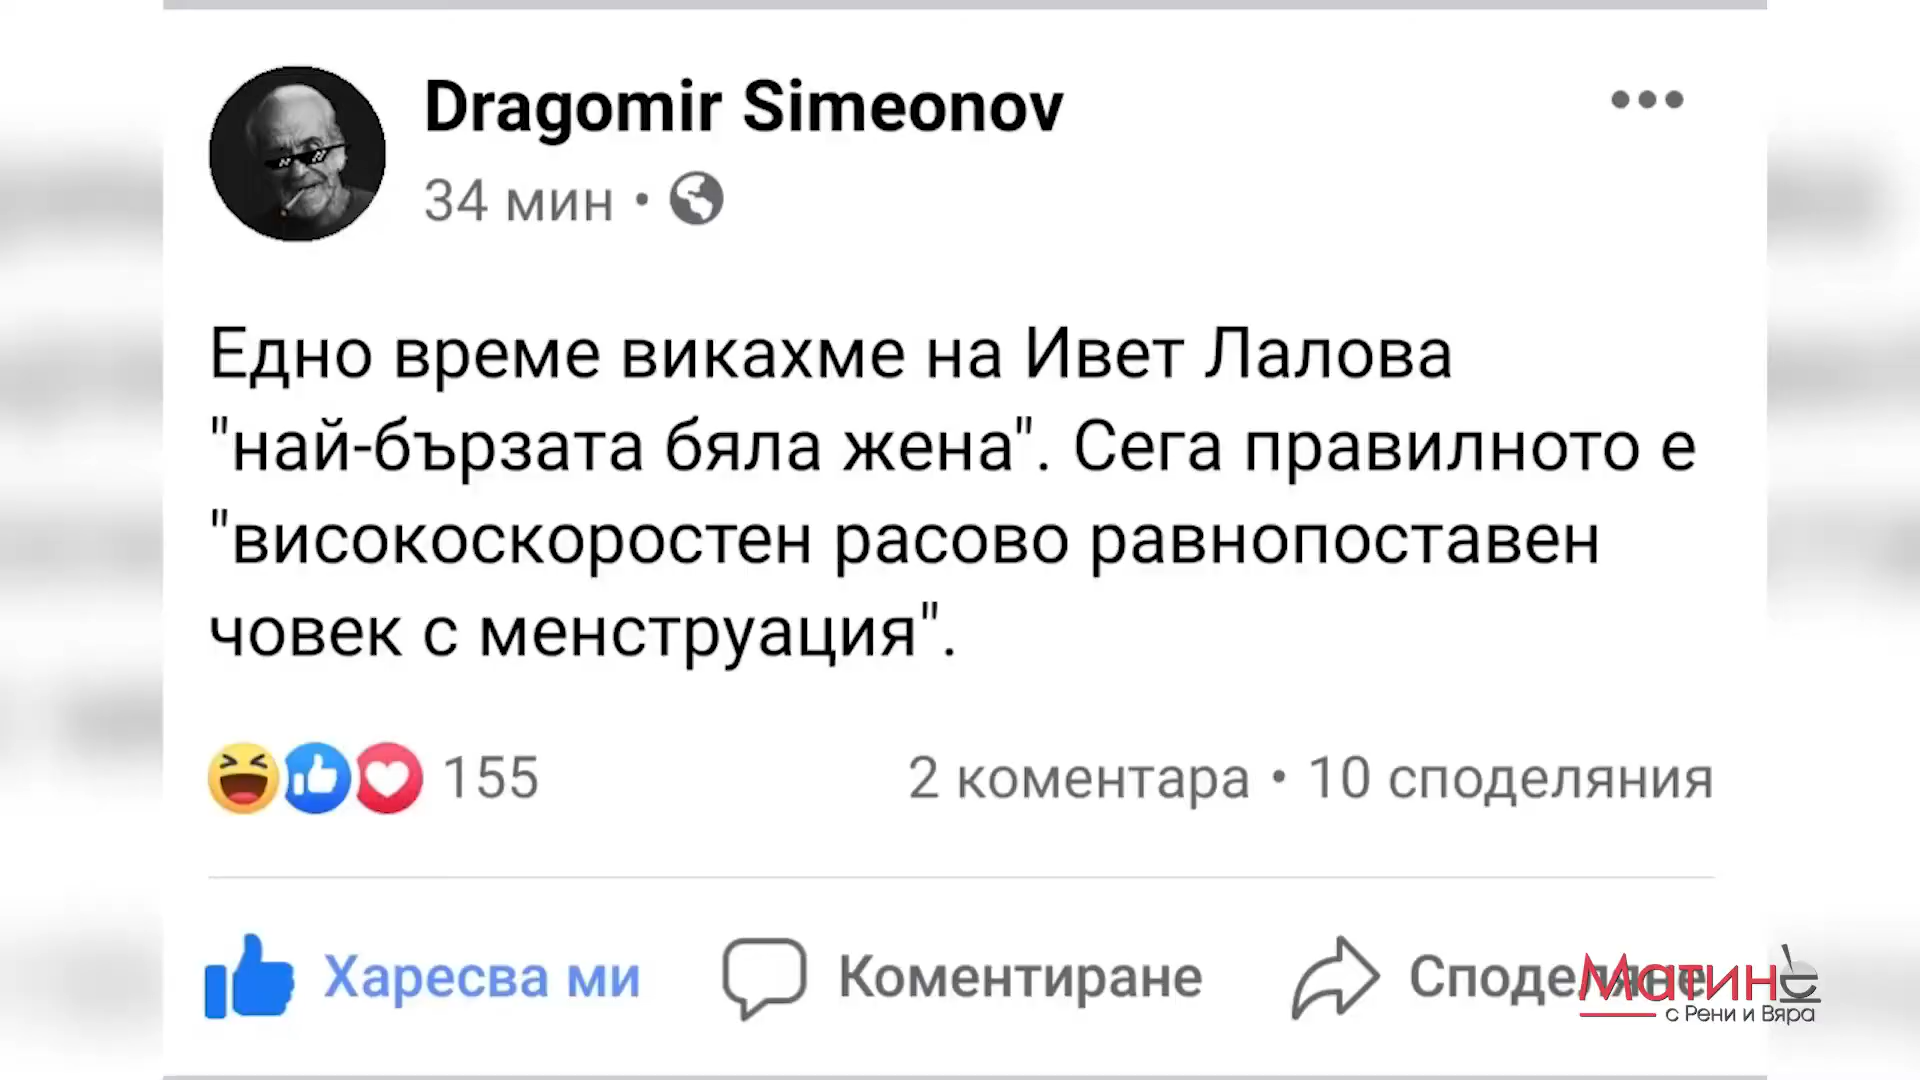 Dragomir Simeonov
34 мин •
Едно време викахме на Ивет Лалова
"най-бързата бяла жена". Сега правилното е
"високоскоростен расово равнопоставен
човек с менструация".
155
2 коментара • 10 споделяния
Харесва ми
Коментиране
Споделяне
Матине
с Рени и Вяра